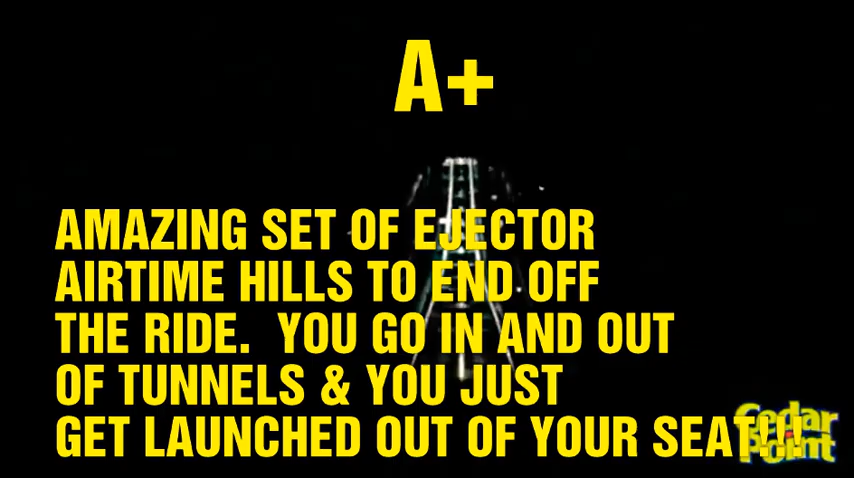 A+
AMAZING SET OF EJECTOR
AIRTIME HILLS TO END OFF
THE RIDE.  YOU GO IN AND OUT
OF TUNNELS & YOU JUST
GET LAUNCHED OUT OF YOUR SEAT!!!
Cedar
Point